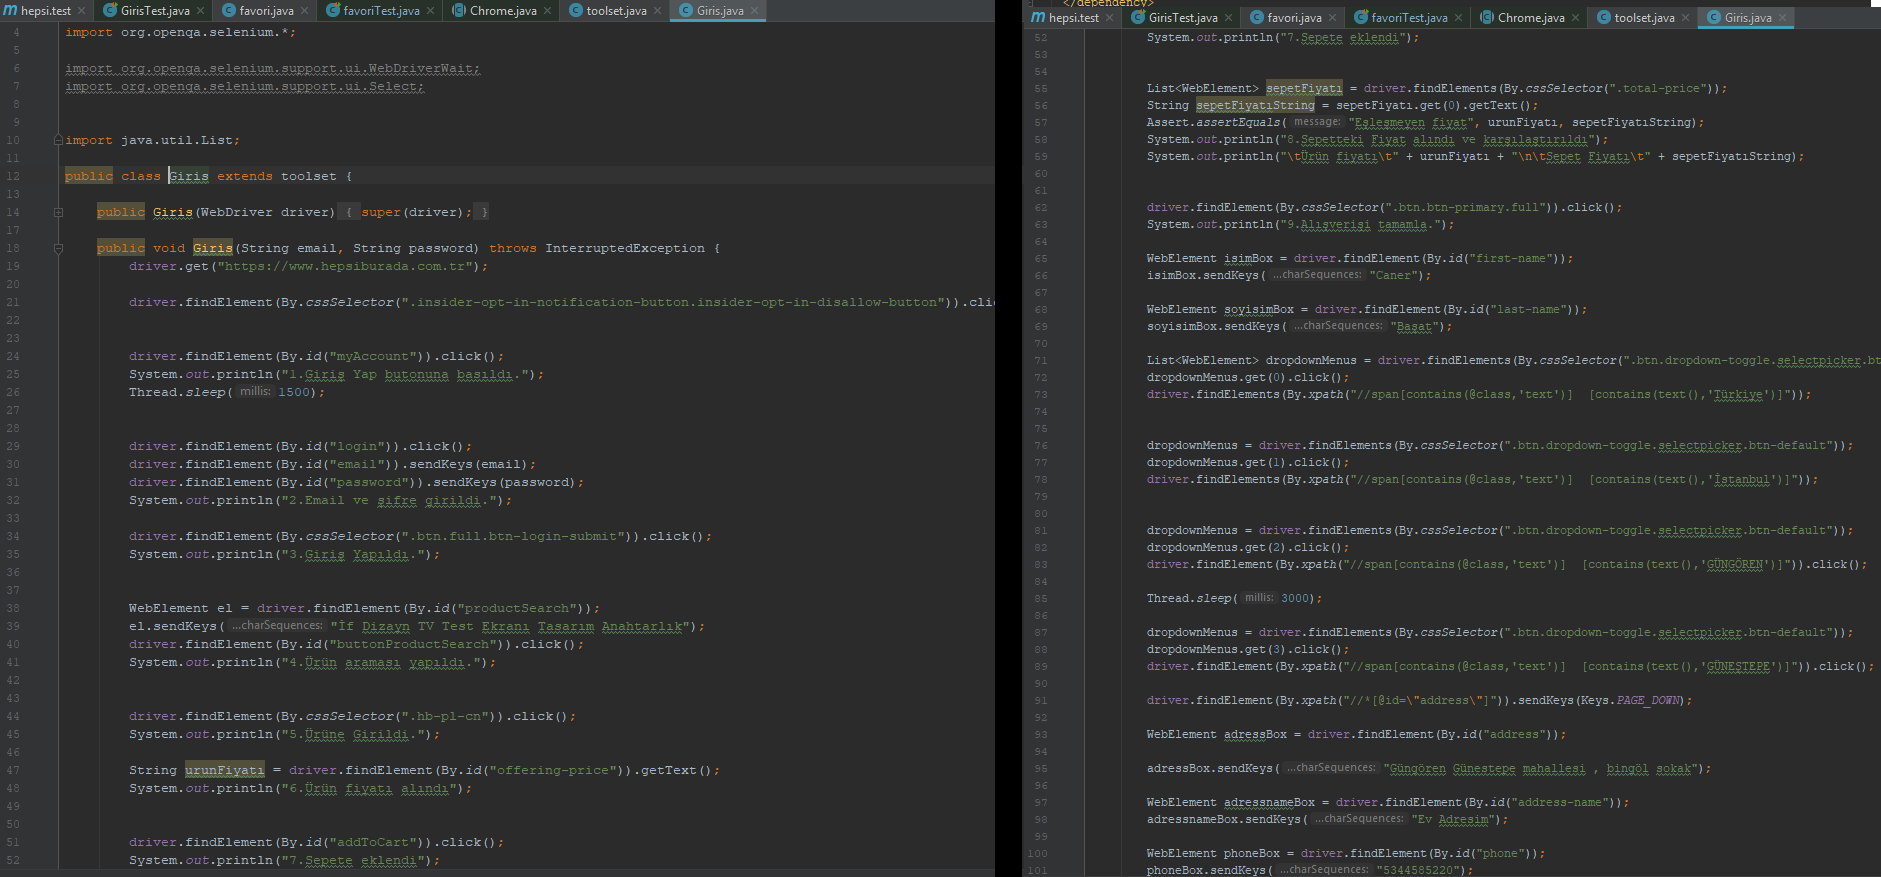 hepsi.test × GirisTest.java × favori.java × favoriTest.java × Chrome.java × toolset.java × Giris.java ×
4 import org.openqa.selenium.*;
5
6 import org.openqa.selenium.support.ui.WebDriverWait;
7 import org.openqa.selenium.support.ui.Select;
8
9
10 import java.util.List;
11
12 public class Giris extends toolset {
13
14 public Giris(WebDriver driver) { super(driver); }
17
18 public void Giris(String email, String password) throws InterruptedException {
19 driver.get("https://www.hepsiburada.com.tr");
20
21 driver.findElement(By.cssSelector(".insider-opt-in-notification-button.insider-opt-in-disallow-button")).cli
22
23
24 driver.findElement(By.id("myAccount")).click();
25 System.out.println("1.Giriş Yap butonuna basıldı.");
26 Thread.sleep( millis: 1500);
27
28
29 driver.findElement(By.id("login")).click();
30 driver.findElement(By.id("email")).sendKeys(email);
31 driver.findElement(By.id("password")).sendKeys(password);
32 System.out.println("2.Email ve şifre girildi.");
33
34 driver.findElement(By.cssSelector(".btn.full.btn-login-submit")).click();
35 System.out.println("3.Giriş Yapıldı.");
36
37
38 WebElement el = driver.findElement(By.id("productSearch"));
39 el.sendKeys( ...charSequences: "İf Dizayn TV Test Ekranı Tasarım Anahtarlık");
40 driver.findElement(By.id("buttonProductSearch")).click();
41 System.out.println("4.Ürün araması yapıldı.");
42
43
44 driver.findElement(By.cssSelector(".hb-pl-cn")).click();
45 System.out.println("5.Ürüne Girildi.");
46
47 String urunFiyatı = driver.findElement(By.id("offering-price")).getText();
48 System.out.println("6.Ürün fiyatı alındı");
49
50
51 driver.findElement(By.id("addToCart")).click();
52 System.out.println("7.Sepete eklendi");
</dependency>
hepsi.test × GirisTest.java × favori.java × favoriTest.java × Chrome.java × toolset.java × Giris.java ×
52 System.out.println("7.Sepete eklendi");
53
54
55 List<WebElement> sepetFiyatı = driver.findElements(By.cssSelector(".total-price"));
56 String sepetFiyatıString = sepetFiyatı.get(0).getText();
57 Assert.assertEquals( message: "Eşleşmeyen fiyat", urunFiyatı, sepetFiyatıString);
58 System.out.println("8.Sepetteki Fiyat alındı ve karşılaştırıldı");
59 System.out.println("\tÜrün fiyatı\t" + urunFiyatı + "\n\tSepet Fiyatı\t" + sepetFiyatıString);
60
61
62 driver.findElement(By.cssSelector(".btn.btn-primary.full")).click();
63 System.out.println("9.Alışverişi tamamla.");
64
65 WebElement isimBox = driver.findElement(By.id("first-name"));
66 isimBox.sendKeys( ...charSequences: "Caner");
67
68 WebElement soyisimBox = driver.findElement(By.id("last-name"));
69 soyisimBox.sendKeys( ...charSequences: "Başat");
70
71 List<WebElement> dropdownMenus = driver.findElements(By.cssSelector(".btn.dropdown-toggle.selectpicker.bt
72 dropdownMenus.get(0).click();
73 driver.findElements(By.xpath("//span[contains(@class,'text')] [contains(text(),'Türkiye')]"));
74
75
76 dropdownMenus = driver.findElements(By.cssSelector(".btn.dropdown-toggle.selectpicker.btn-default"));
77 dropdownMenus.get(1).click();
78 driver.findElements(By.xpath("//span[contains(@class,'text')] [contains(text(),'İstanbul')]"));
79
80
81 dropdownMenus = driver.findElements(By.cssSelector(".btn.dropdown-toggle.selectpicker.btn-default"));
82 dropdownMenus.get(2).click();
83 driver.findElement(By.xpath("//span[contains(@class,'text')] [contains(text(),'GÜNGÖREN')]")).click();
84
85 Thread.sleep( millis: 3000);
86
87 dropdownMenus = driver.findElements(By.cssSelector(".btn.dropdown-toggle.selectpicker.btn-default"));
88 dropdownMenus.get(3).click();
89 driver.findElement(By.xpath("//span[contains(@class,'text')] [contains(text(),'GÜNEŞTEPE')]")).click();
90
91 driver.findElement(By.xpath("//*[@id=\"address\"]")).sendKeys(Keys.PAGE_DOWN);
92
93 WebElement adressBox = driver.findElement(By.id("address"));
94
95 adressBox.sendKeys( ...charSequences: "Güngören Güneştepe mahallesi , bingöl sokak");
96
97 WebElement adressnameBox = driver.findElement(By.id("address-name"));
98 adressnameBox.sendKeys( ...charSequences: "Ev Adresim");
99
100 WebElement phoneBox = driver.findElement(By.id("phone"));
101 phoneBox.sendKeys( ...charSequences: "5344585220");